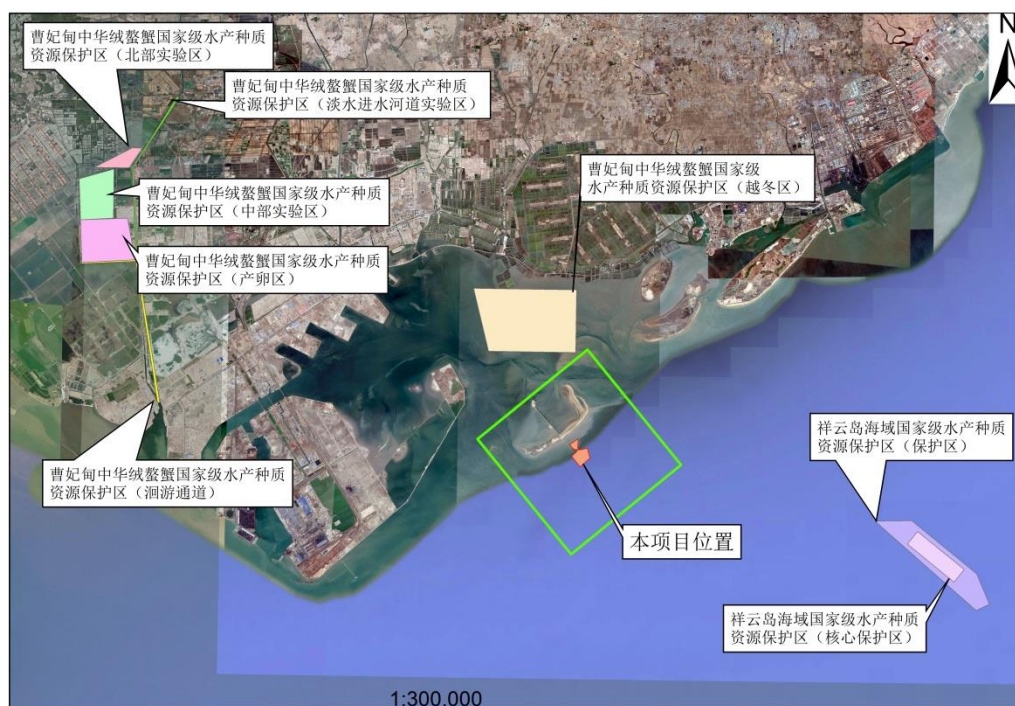 曹妃甸中华绒螯蟹国家级水产种质
资源保护区（北部实验区）
N
曹妃甸中华绒螯蟹国家级水产种质
资源保护区（淡水进水河道实验区）
曹妃甸中华绒螯蟹国家级
水产种质资源保护区（越冬区）
曹妃甸中华绒螯蟹国家级水产种质
资源保护区（中部实验区）
曹妃甸中华绒螯蟹国家级水产种质
资源保护区（产卵区）
祥云岛海域国家级水产种质
资源保护区（保护区）
曹妃甸中华绒螯蟹国家级水产种质
资源保护区（洄游通道）
本项目位置
祥云岛海域国家级水产种质
资源保护区（核心保护区）
1:300,000